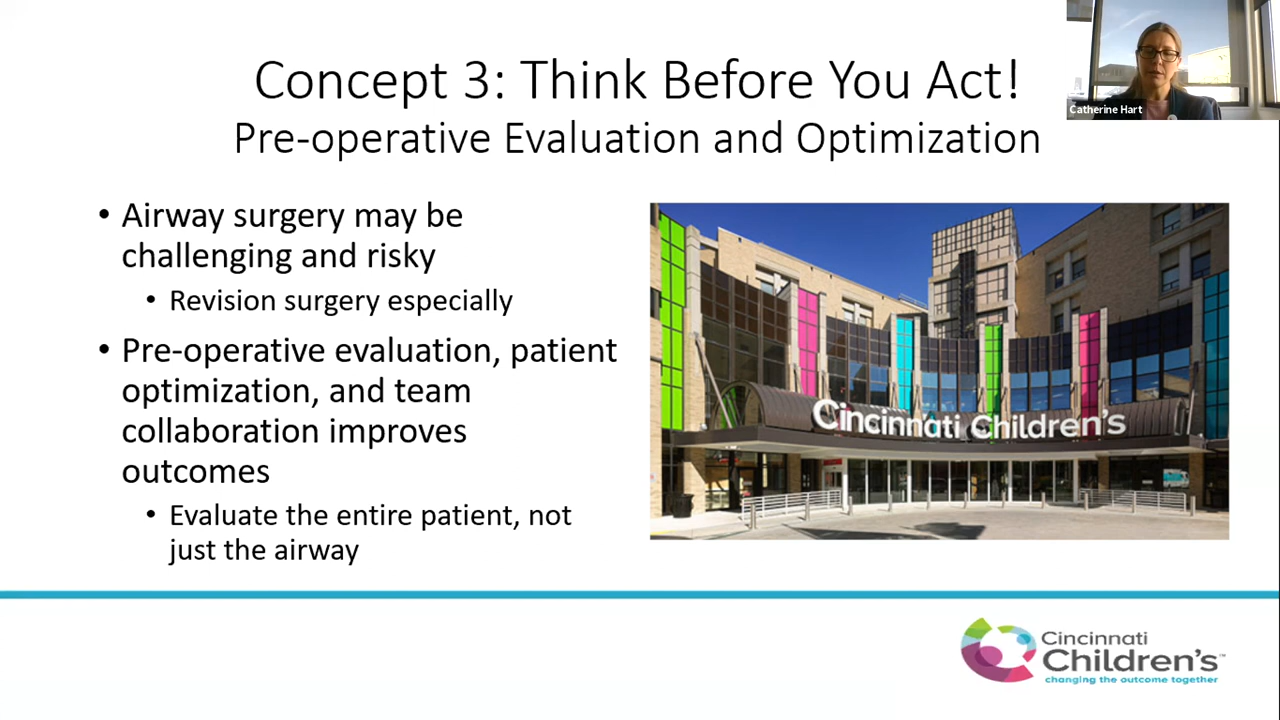 Concept 3: Think Before You Act!
Pre-operative Evaluation and Optimization
Catherine Hart
• Airway surgery may be
challenging and risky
• Revision surgery especially
• Pre-operative evaluation, patient
optimization, and team
collaboration improves
outcomes
• Evaluate the entire patient, not
just the airway
Cincinnati Children's
Cincinnati
Children's™
changing the outcome together